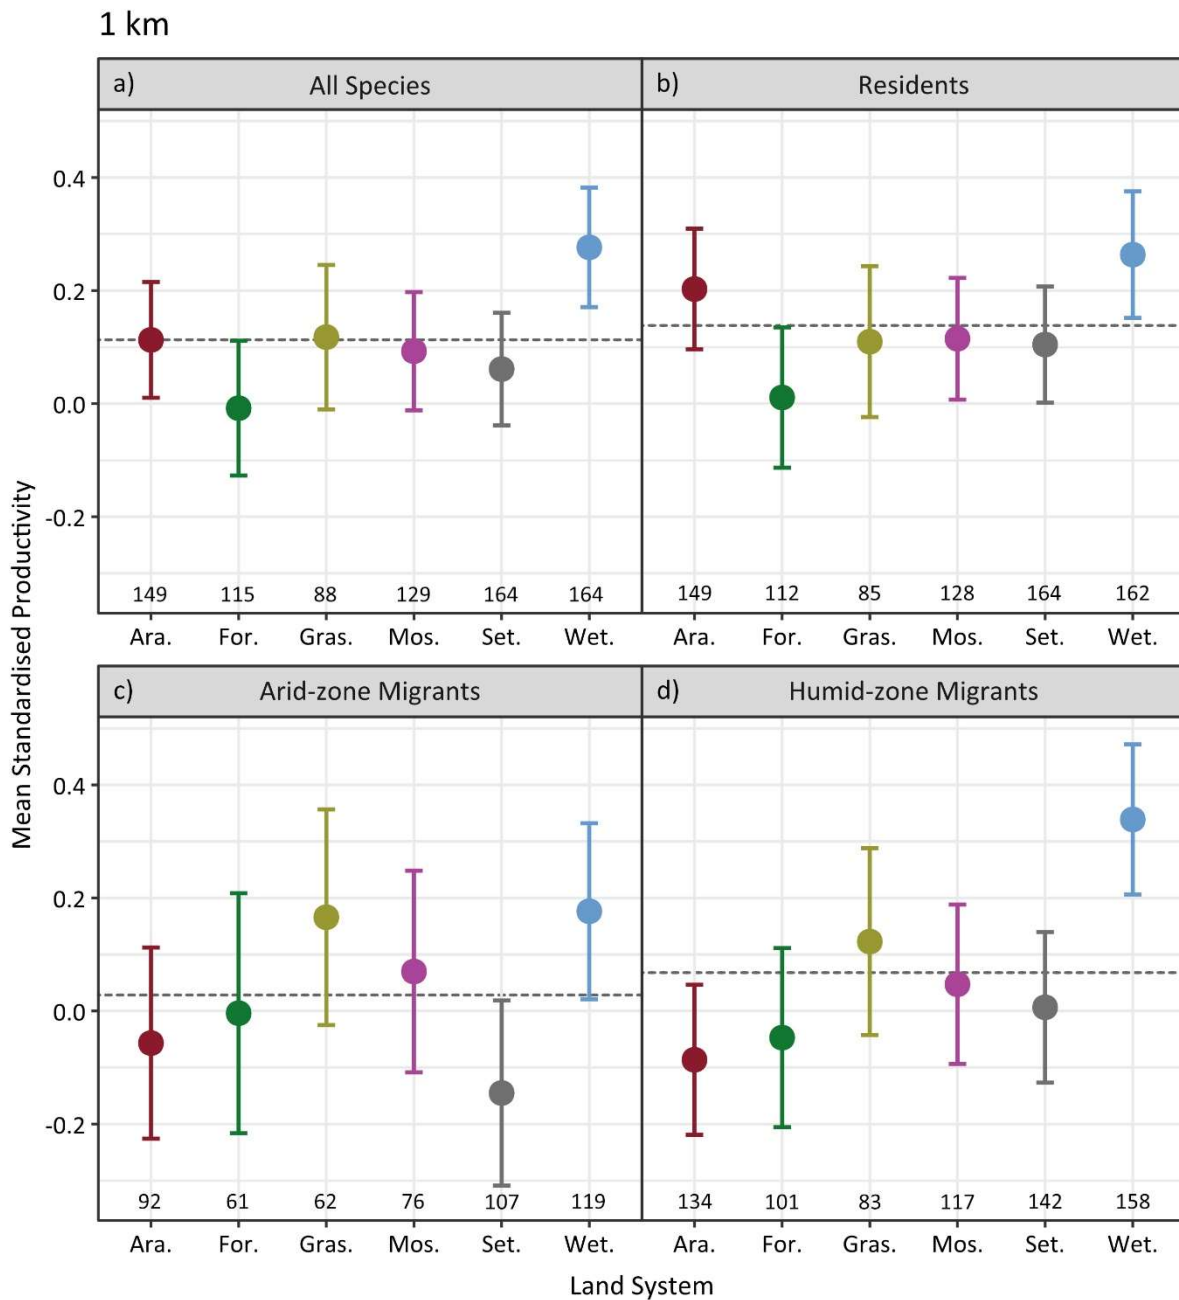 1 km
a) All Species
b) Residents
0.4
0.2
0.0
-0.2
149 115 88 129 164 164
149 112 85 128 164 162
Ara. For. Gras. Mos. Set. Wet.
Ara. For. Gras. Mos. Set. Wet.
Mean Standardised Productivity
c) Arid-zone Migrants
d) Humid-zone Migrants
0.4
0.2
0.0
-0.2
92 61 62 76 107 119
134 101 83 117 142 158
Ara. For. Gras. Mos. Set. Wet.
Ara. For. Gras. Mos. Set. Wet.
Land System